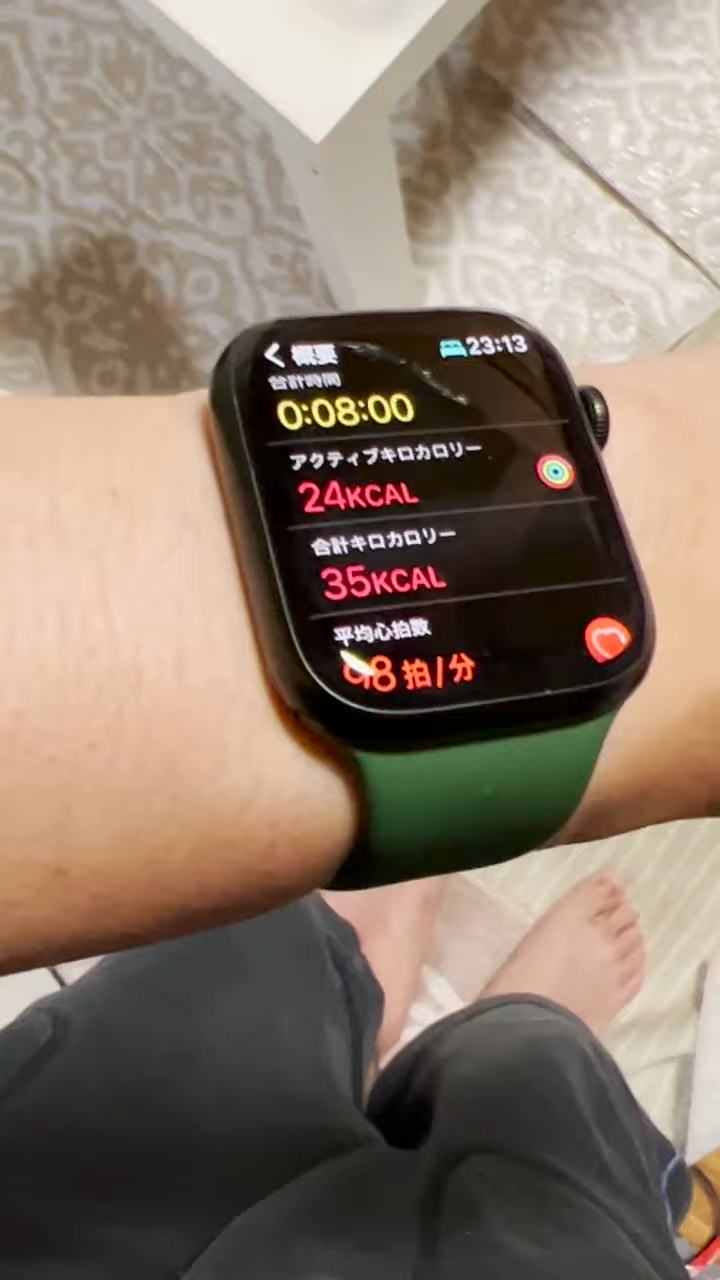 概要 23:13
合計時間
0:08:00
アクティブキロカロリー
24KCAL
合計キロカロリー
35KCAL
平均心拍数
98拍/分